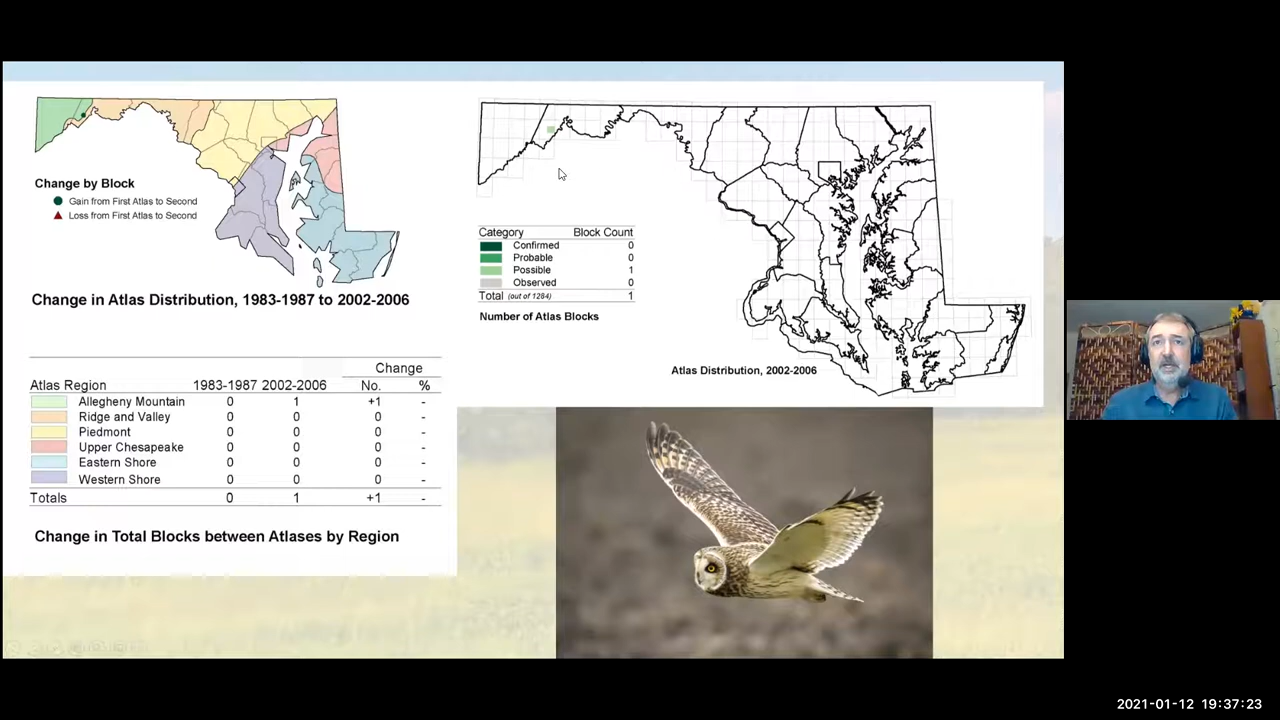 Change by Block
Gain from First Atlas to Second
Loss from First Atlas to Second
Change in Atlas Distribution, 1983-1987 to 2002-2006
Change
Atlas Region 1983-1987 2002-2006 No. %
Allegheny Mountain 0 1 +1 -
Ridge and Valley 0 0 0 -
Piedmont 0 0 0 -
Upper Chesapeake 0 0 0 -
Eastern Shore 0 0 0 -
Western Shore 0 0 0 -
Totals 0 1 +1 -
Change in Total Blocks between Atlases by Region
Category Block Count
Confirmed 0
Probable 0
Possible 1
Observed 0
Total (out of 1284) 1
Number of Atlas Blocks
Atlas Distribution, 2002-2006
2021-01-12 19:37:23